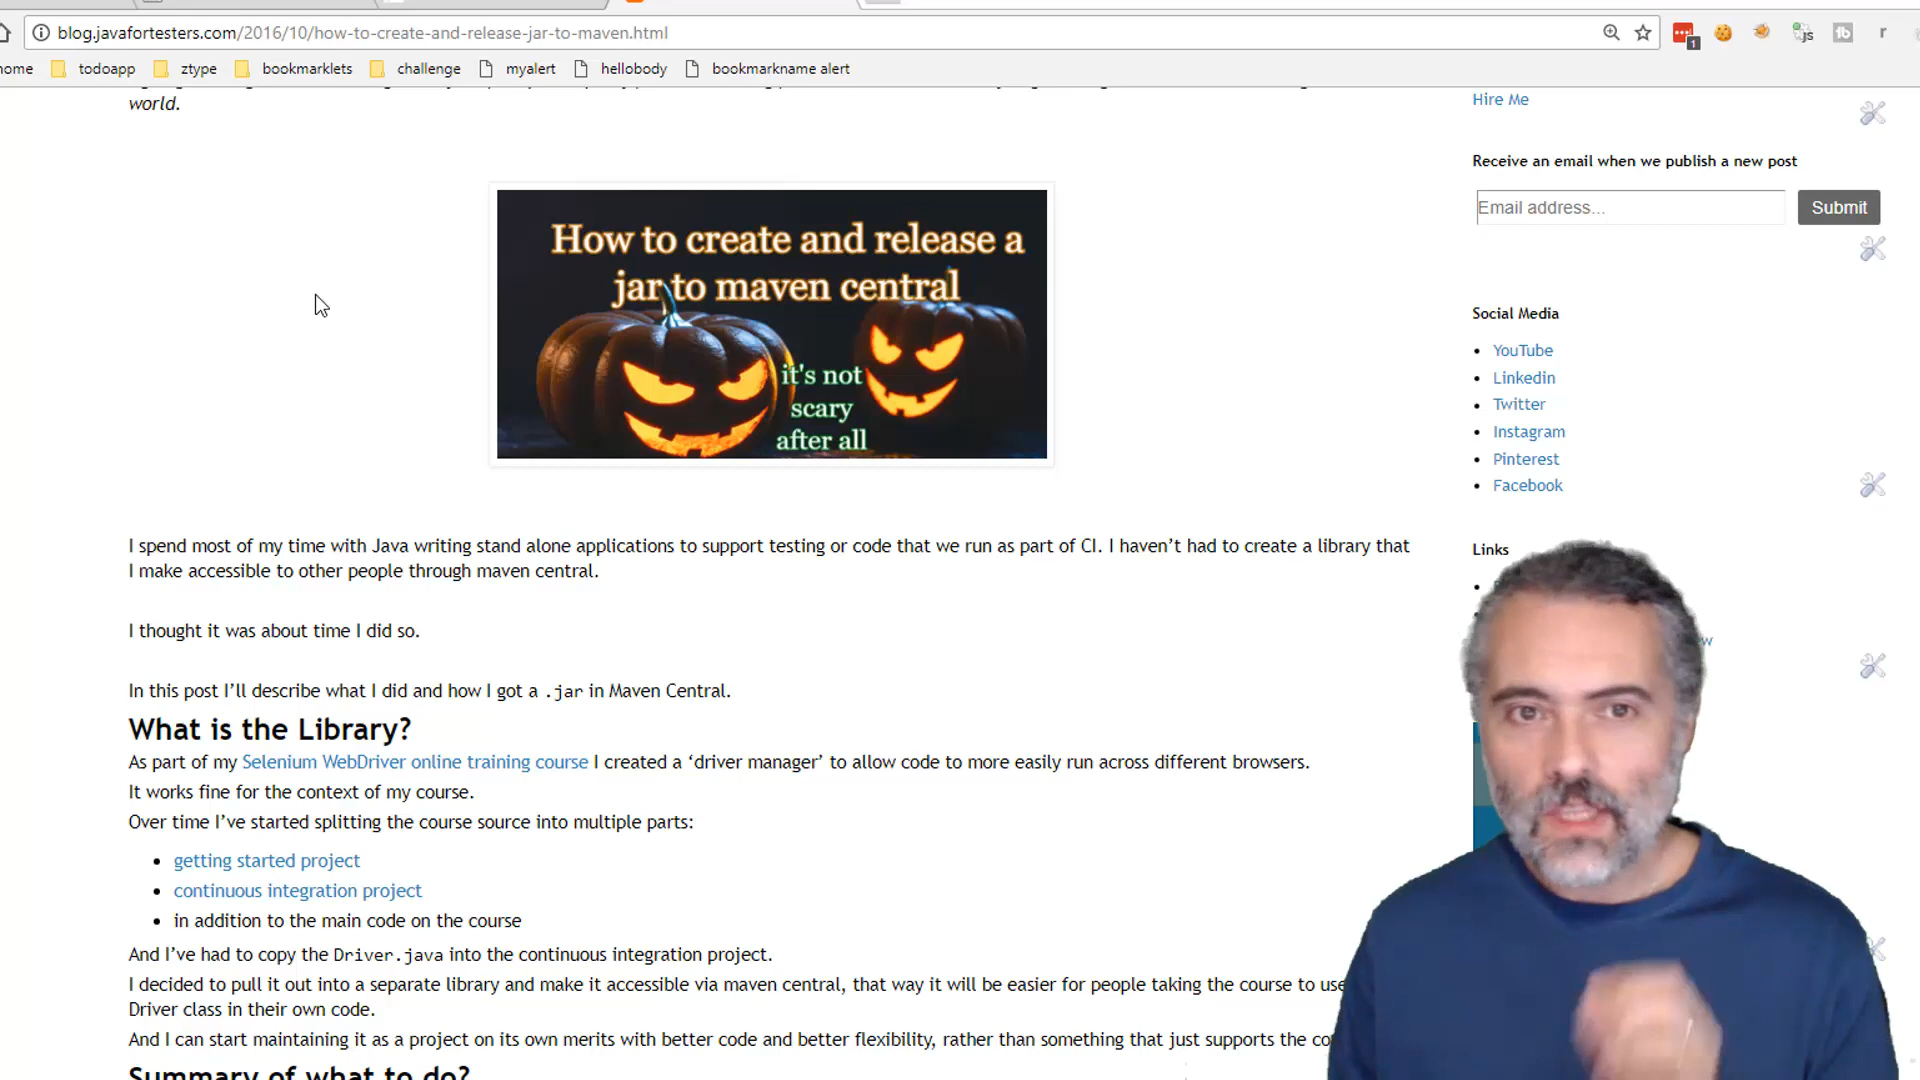 blog.javafortesters.com/2016/10/how-to-create-and-release-jar-to-maven.html
1
js
r
home
todoapp
ztype
bookmarklets
challenge
myalert
hellobody
bookmarkname alert
world.
How to create and release a
jar to maven central
it's not
scary
after all
I spend most of my time with Java writing stand alone applications to support testing or code that we run as part of CI. I haven’t had to create a library that
I make accessible to other people through maven central.
I thought it was about time I did so.
In this post I’ll describe what I did and how I got a .jar in Maven Central.
What is the Library?
As part of my Selenium WebDriver online training course I created a ‘driver manager’ to allow code to more easily run across different browsers.
It works fine for the context of my course.
Over time I’ve started splitting the course source into multiple parts:
• getting started project
• continuous integration project
• in addition to the main code on the course
And I’ve had to copy the Driver.java into the continuous integration project.
I decided to pull it out into a separate library and make it accessible via maven central, that way it will be easier for people taking the course to use
Driver class in their own code.
And I can start maintaining it as a project on its own merits with better code and better flexibility, rather than something that just supports the co
Summary of what to do?
Hire Me
Receive an email when we publish a new post
Email address...
Submit
Social Media
• YouTube
• Linkedin
• Twitter
• Instagram
• Pinterest
• Facebook
Links